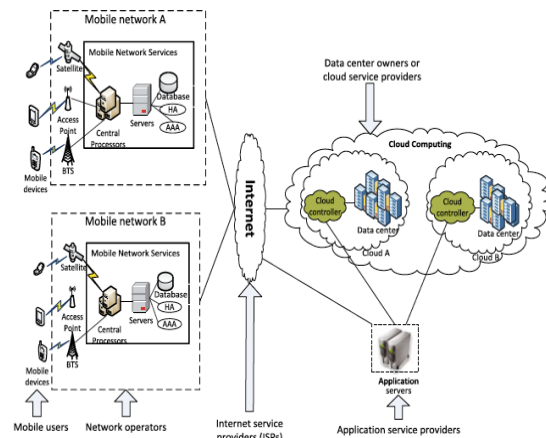 Mobile network A
Mobile Network Services
Satellite
Database
HA
AAA
Access
Point
Central
Processors
Servers
Mobile
devices
BTS
Mobile network B
Mobile Network Services
Satellite
Database
HA
AAA
Access
Point
Central
Processors
Servers
Mobile
devices
BTS
Internet
Data center owners or
cloud service providers
Cloud Computing
Cloud
controller
Data center
Cloud A
Cloud
controller
Data center
Cloud B
Application
servers
Mobile users
Network operators
Internet service
providers (ISPs)
Application service providers